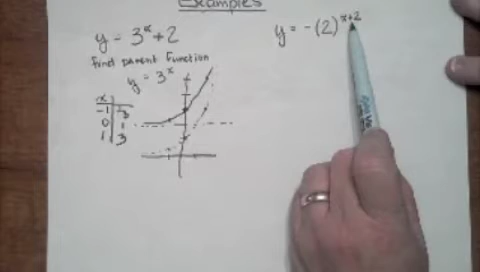 Examples
y = 3^x + 2
find parent function
y = 3^x
x
-1 | 1/3
0 | 1
1 | 3
y = -(2)^{x+2}